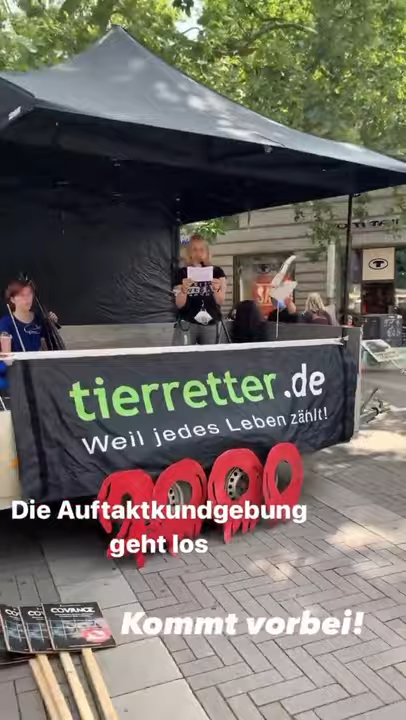 tierretter.de
Weil jedes Leben zählt!
Die Auftaktkundgebung
geht los
COVANCE
Kommt vorbei!